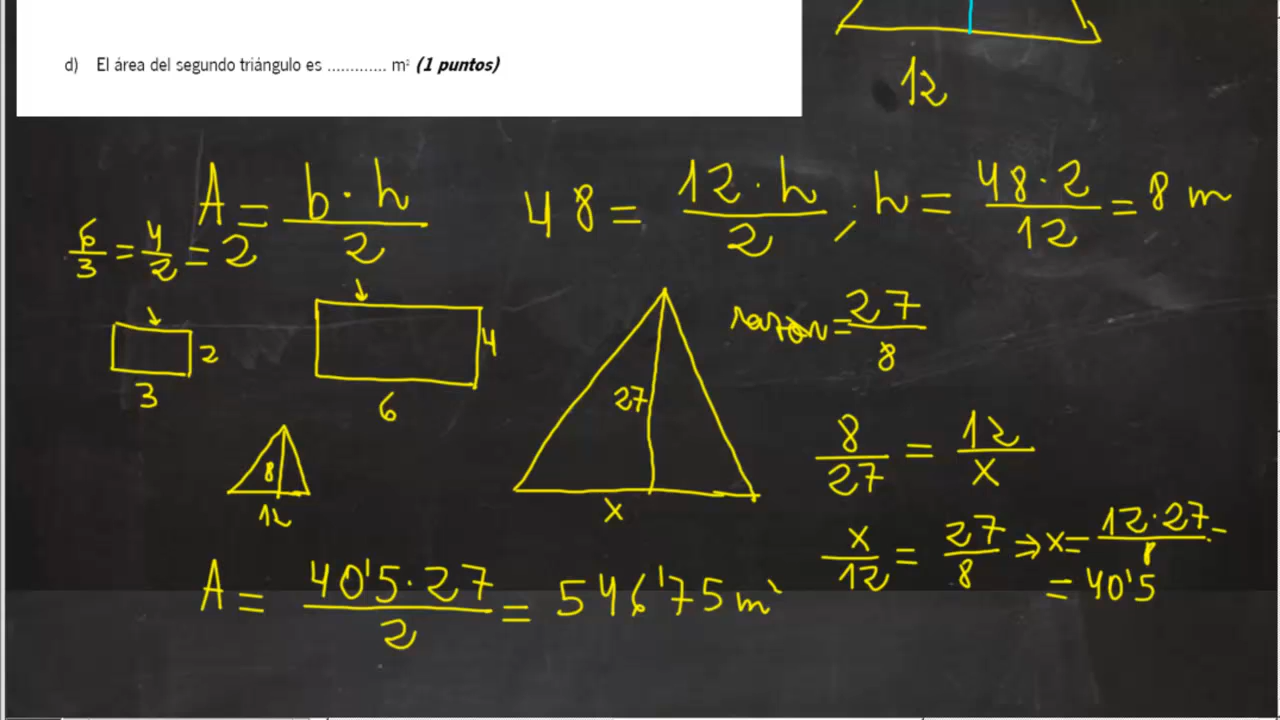 d) El área del segundo triángulo es ............. m² (1 puntos)
12
A = b · h / 2
48 = 12 · h / 2 ; h = 48 · 2 / 12 = 8 m
6/3 = 4/2 = 2
2
3
4
6
27
x
razón = 27/8
8
12
8/27 = 12/x
x/12 = 27/8 ⇒ x = 12 · 27 / 8 =
= 40'5
A = 40'5 · 27 / 2 = 546'75 m²